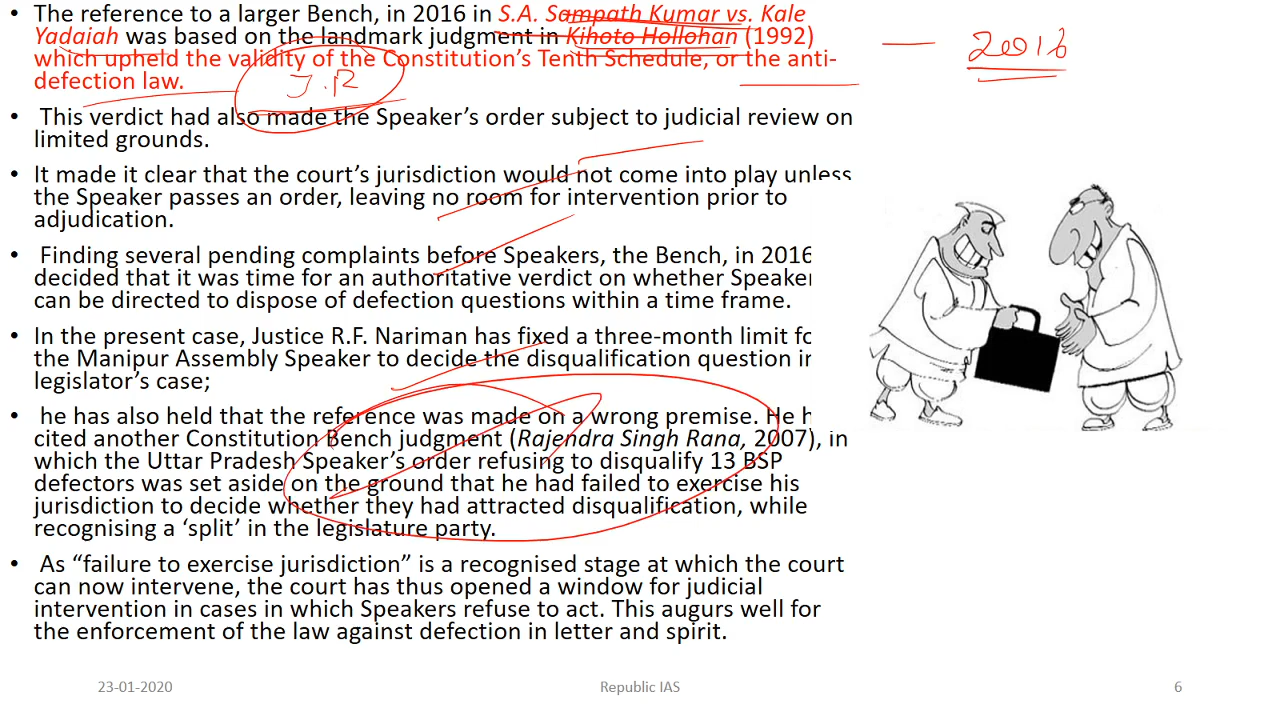 • The reference to a larger Bench, in 2016 in S.A. Sampath Kumar vs. Kale
Yadaiah was based on the landmark judgment in Kihoto Hollohan (1992)
which upheld the validity of the Constitution's Tenth Schedule, or the anti-
defection law.
2016
J.R
• This verdict had also made the Speaker's order subject to judicial review on
limited grounds.
• It made it clear that the court's jurisdiction would not come into play unless
the Speaker passes an order, leaving no room for intervention prior to
adjudication.
• Finding several pending complaints before Speakers, the Bench, in 2016
decided that it was time for an authoritative verdict on whether Speaker
can be directed to dispose of defection questions within a time frame.
• In the present case, Justice R.F. Nariman has fixed a three-month limit fo
the Manipur Assembly Speaker to decide the disqualification question in
legislator's case;
• he has also held that the reference was made on a wrong premise. He h
cited another Constitution Bench judgment (Rajendra Singh Rana, 2007), in
which the Uttar Pradesh Speaker's order refusing to disqualify 13 BSP
defectors was set aside on the ground that he had failed to exercise his
jurisdiction to decide whether they had attracted disqualification, while
recognising a 'split' in the legislature party.
• As “failure to exercise jurisdiction” is a recognised stage at which the court
can now intervene, the court has thus opened a window for judicial
intervention in cases in which Speakers refuse to act. This augurs well for
the enforcement of the law against defection in letter and spirit.
23-01-2020
Republic IAS
6